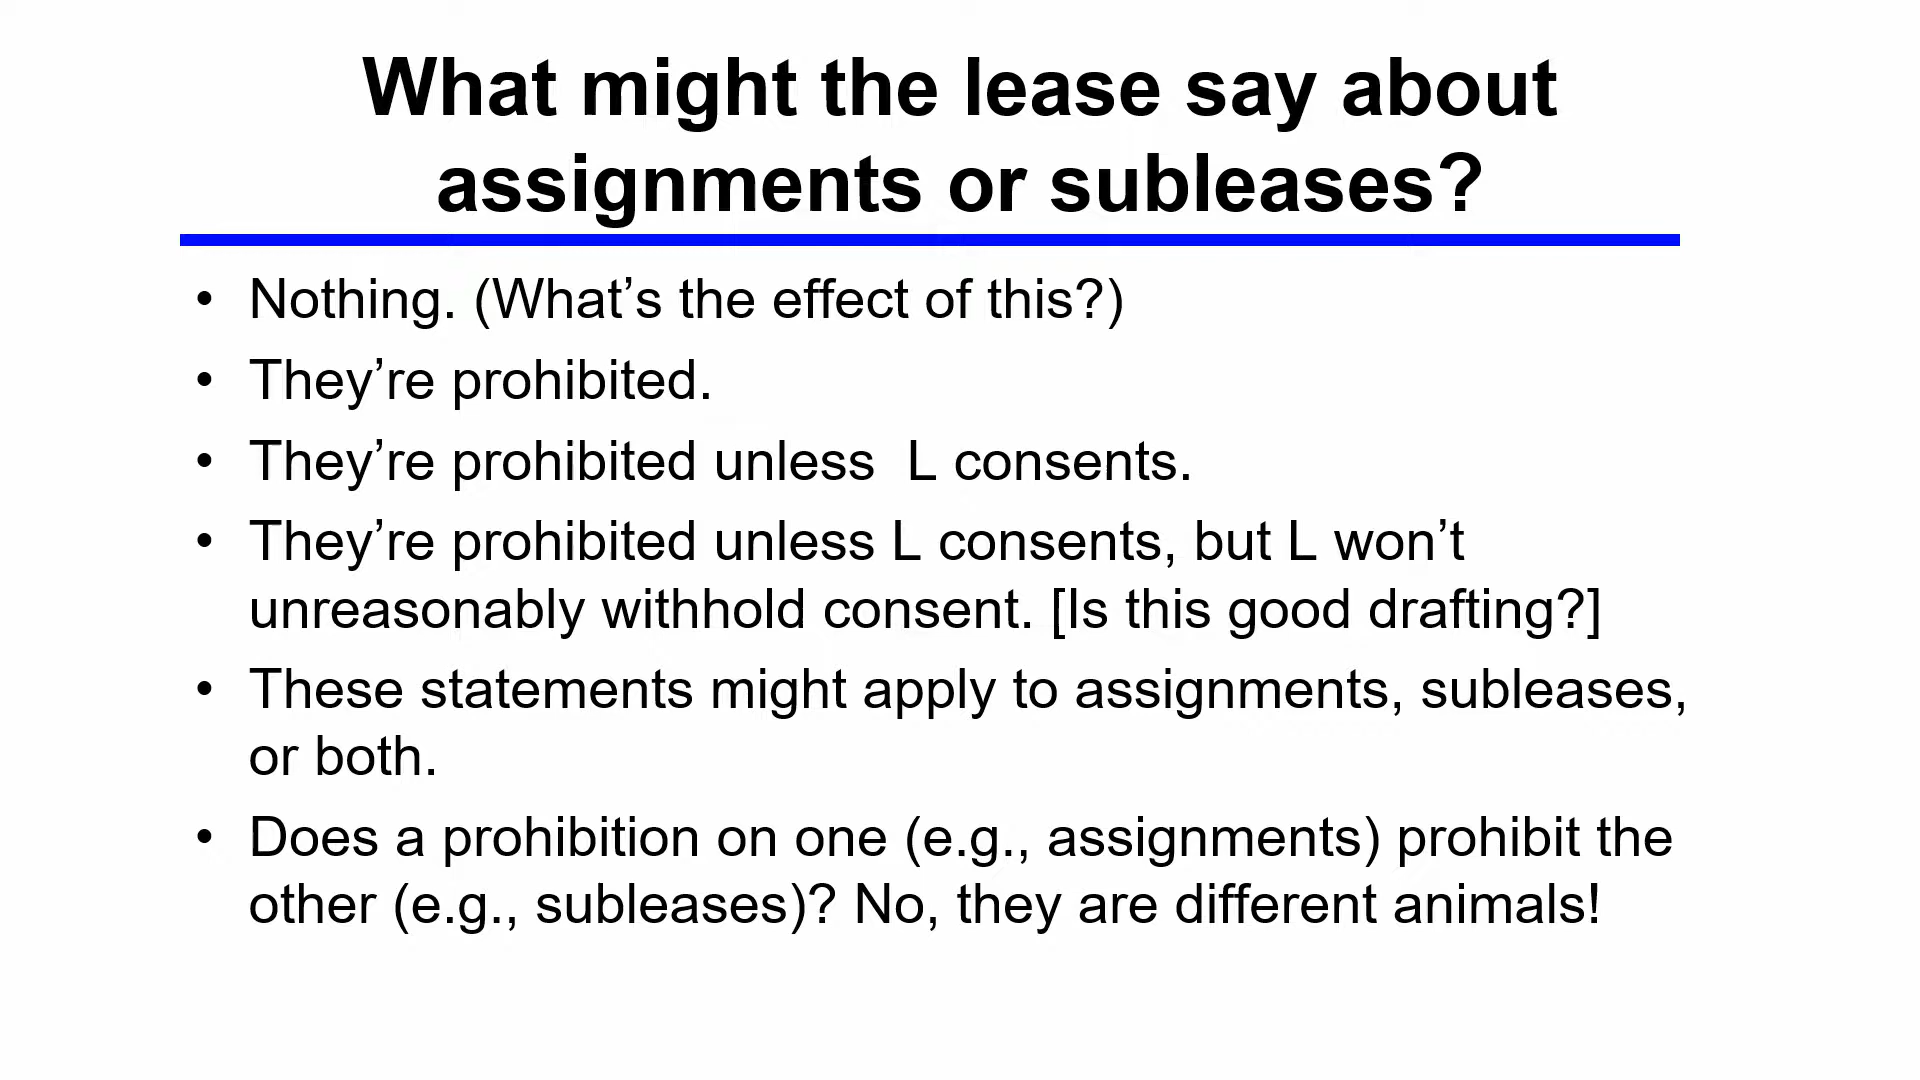 What might the lease say about
assignments or subleases?
• Nothing. (What’s the effect of this?)
• They’re prohibited.
• They’re prohibited unless  L consents.
• They’re prohibited unless L consents, but L won’t
unreasonably withhold consent. [Is this good drafting?]
• These statements might apply to assignments, subleases,
or both.
• Does a prohibition on one (e.g., assignments) prohibit the
other (e.g., subleases)? No, they are different animals!